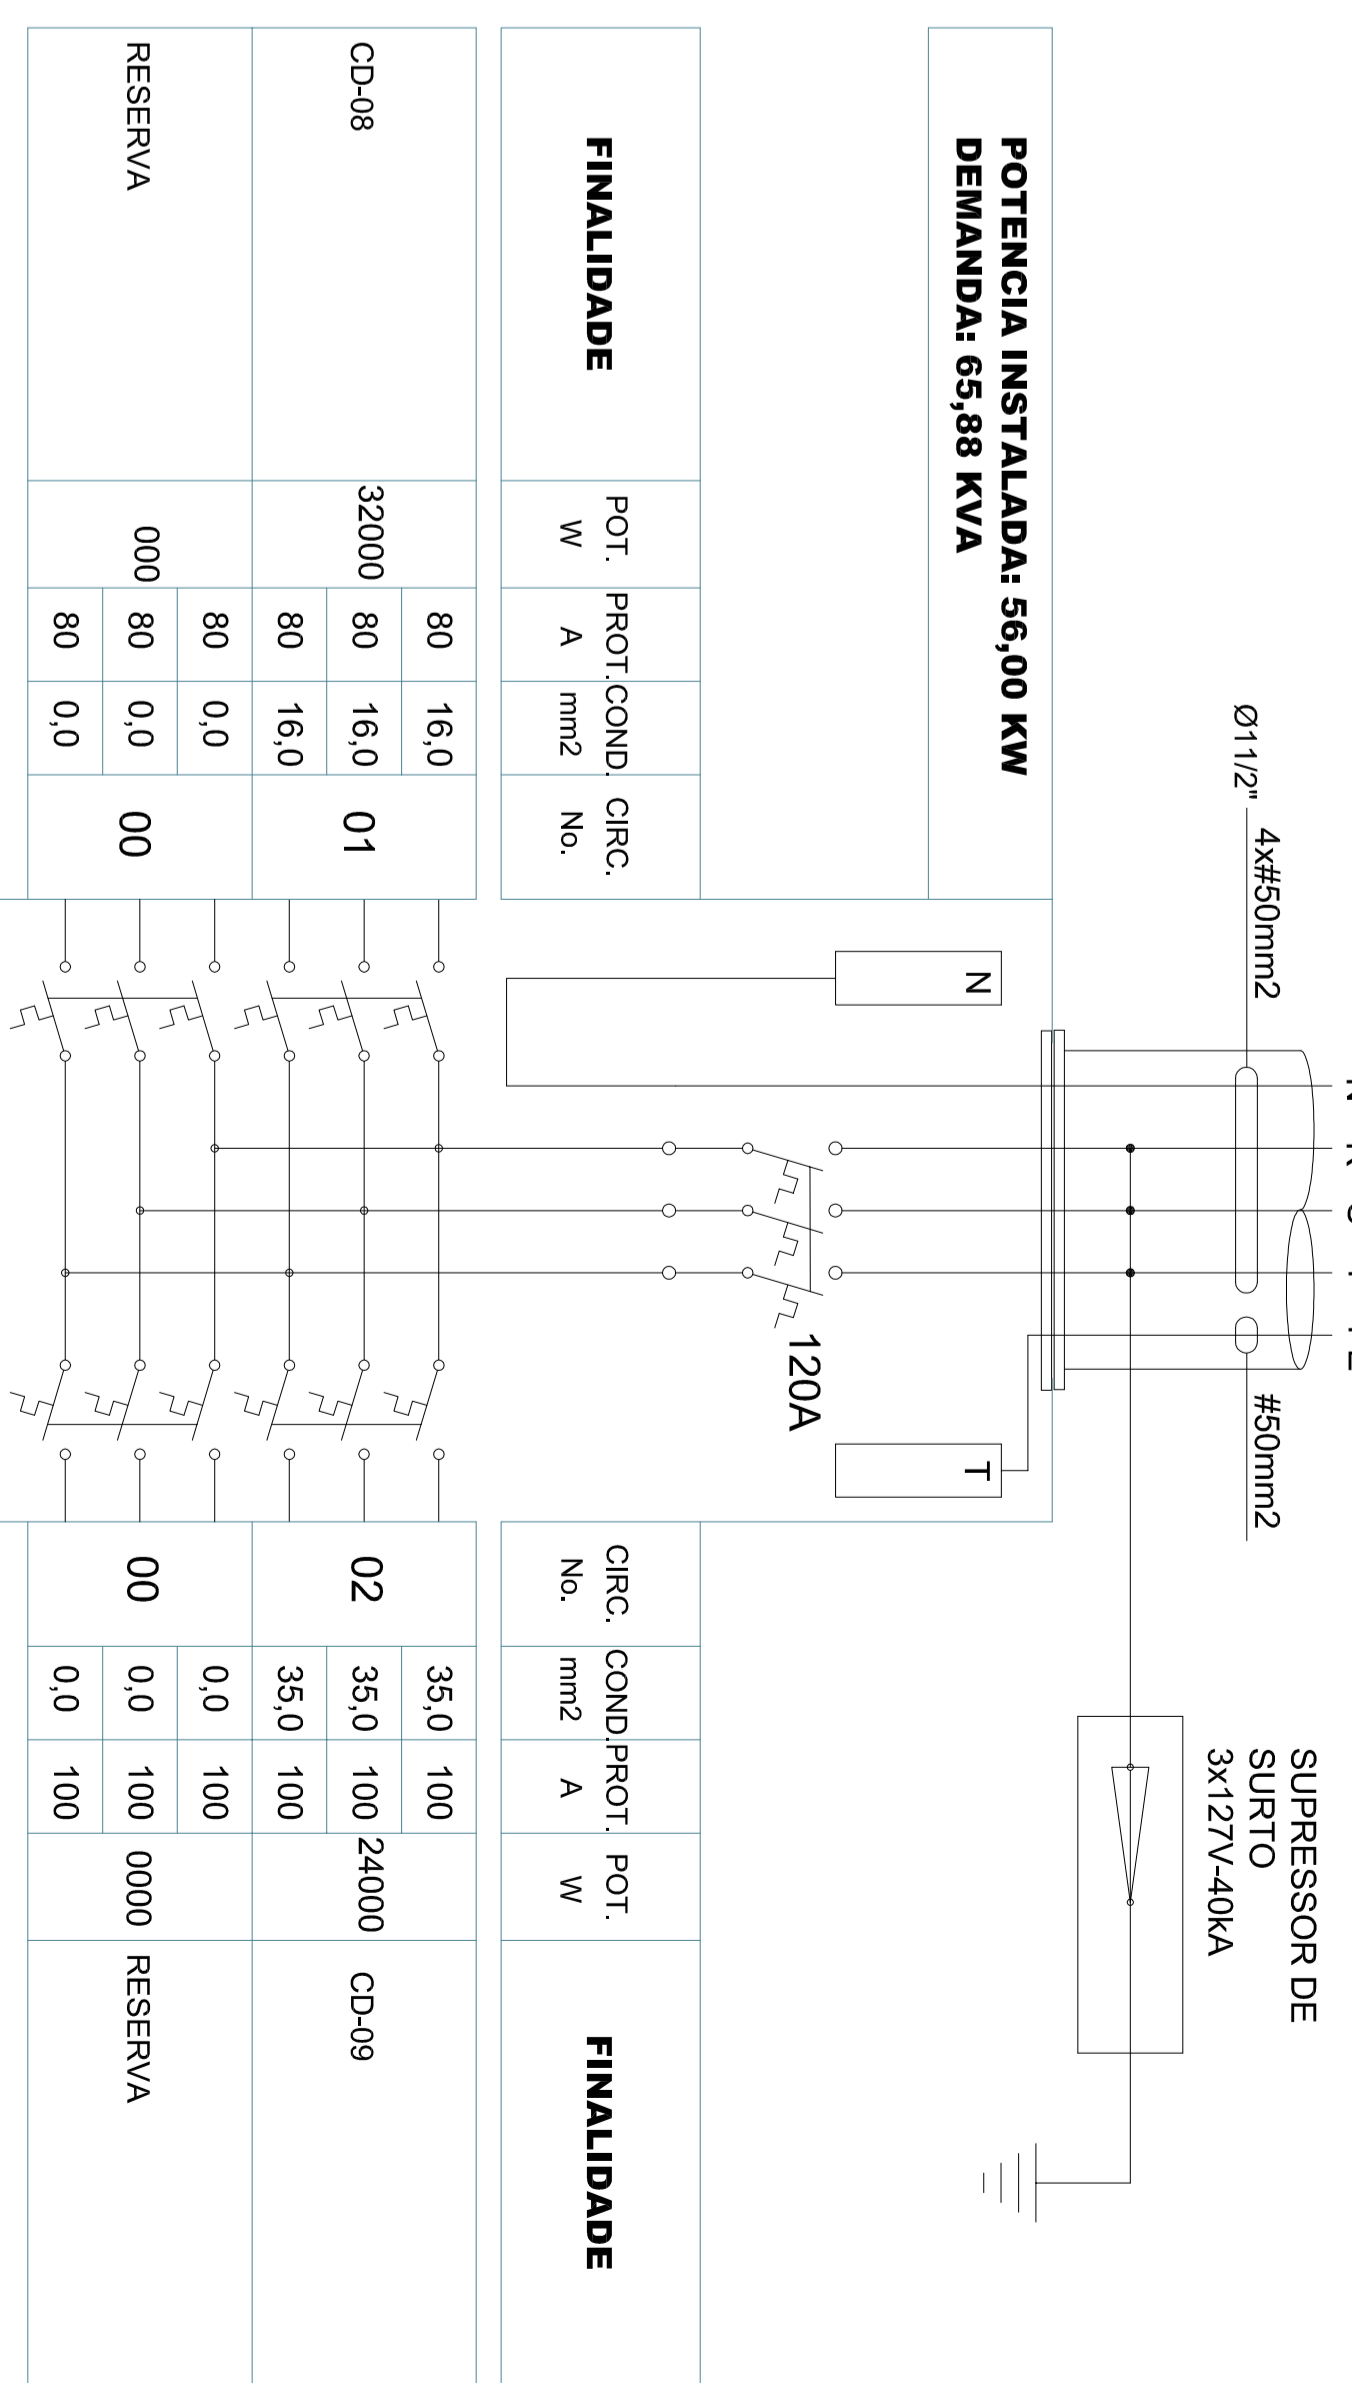 Ø11/2"
4x#50mm2
#50mm2
SUPRESSOR DE
SURTO
3x127V-40kA
POTENCIA INSTALADA: 56,00 KW
DEMANDA: 65,88 KVA
N
T
120A
FINALIDADE
POT.
W
PROT.
A
COND.
mm2
CIRC.
No.
CIRC.
No.
COND.
mm2
PROT.
A
POT.
W
FINALIDADE
CD-08
32000
80 16,0
80 16,0
80 16,0
01
02
35,0 100
35,0 100
35,0 100
24000
CD-09
RESERVA
000
80 0,0
80 0,0
80 0,0
00
00
0,0 100
0,0 100
0,0 100
0000
RESERVA